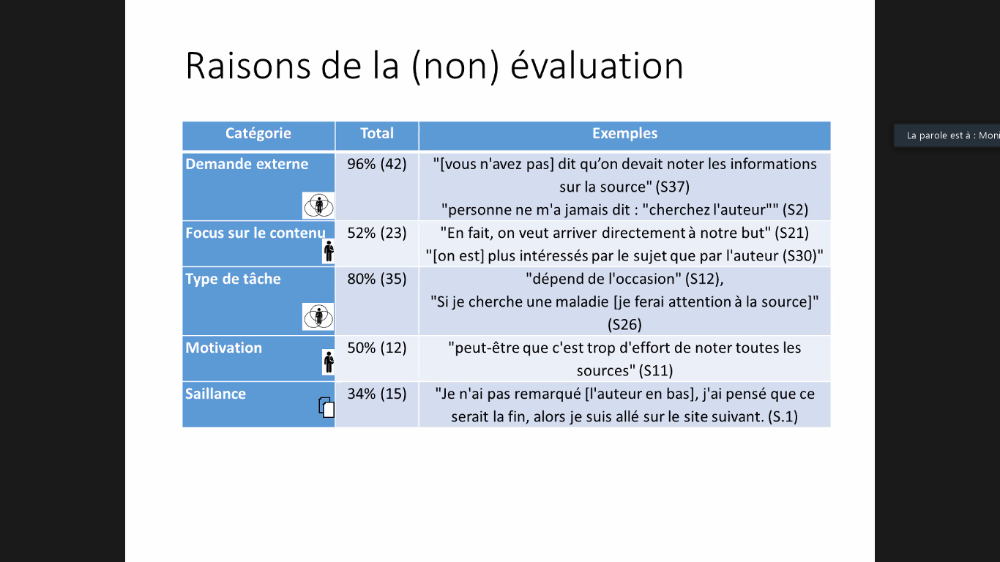 Raisons de la (non) évaluation
La parole est à : Moni
Catégorie Total Exemples
Demande externe 96% (42) "[vous n'avez pas] dit qu’on devait noter les informations
sur la source" (S37)
"personne ne m'a jamais dit : "cherchez l'auteur"" (S2)
Focus sur le contenu 52% (23) "En fait, on veut arriver directement à notre but" (S21)
"[on est] plus intéressés par le sujet que par l'auteur (S30)"
Type de tâche 80% (35) "dépend de l'occasion" (S12),
"Si je cherche une maladie [je ferai attention à la source]"
(S26)
Motivation 50% (12) "peut-être que c'est trop d'effort de noter toutes les
sources" (S11)
Saillance 34% (15) "Je n'ai pas remarqué [l'auteur en bas], j'ai pensé que ce
serait la fin, alors je suis allé sur le site suivant. (S.1)